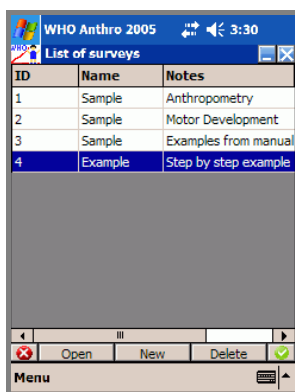 WHO Anthro 2005 3:30
WHO List of surveys
ID Name Notes
1 Sample Anthropometry
2 Sample Motor Development
3 Sample Examples from manual
4 Example Step by step example
Open New Delete
Menu